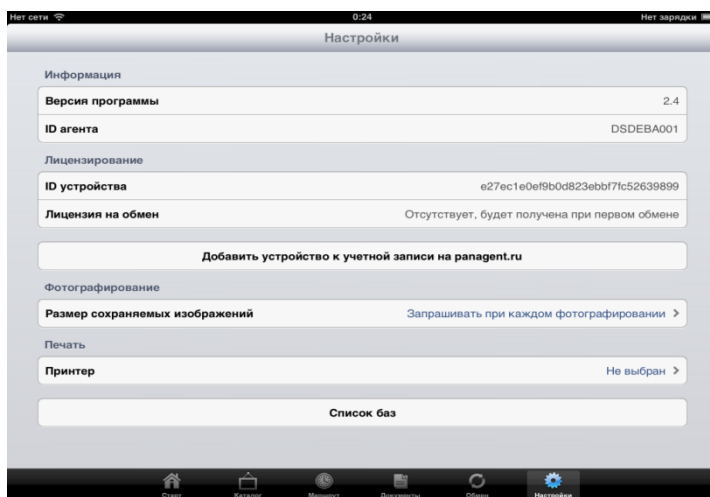 Нет сети 0:24 Нет зарядки
Настройки
Информация
Версия программы 2.4
ID агента DSDEBA001
Лицензирование
ID устройства e27ec1e0ef9b0d823ebbf7fc52639899
Лицензия на обмен Отсутствует, будет получена при первом обмене
Добавить устройство к учетной записи на panagent.ru
Фотографирование
Размер сохраняемых изображений Запрашивать при каждом фотографировании
Печать
Принтер Не выбран
Список баз
Старт Каталог Маршрут Документы Обмен Настройки